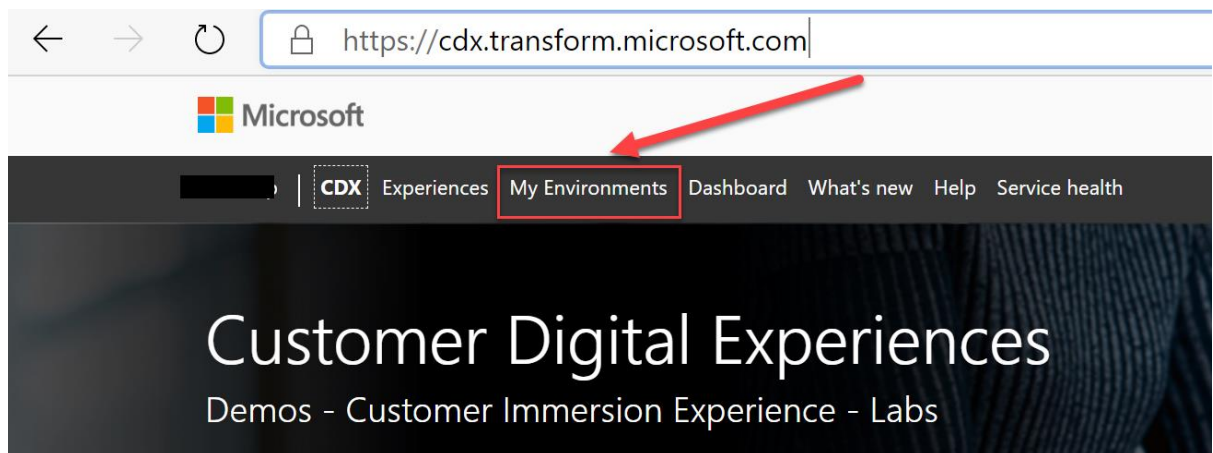 https://cdx.transform.microsoft.com
Microsoft
CDX Experiences My Environments Dashboard What's new Help Service health
Customer Digital Experiences
Demos - Customer Immersion Experience - Labs